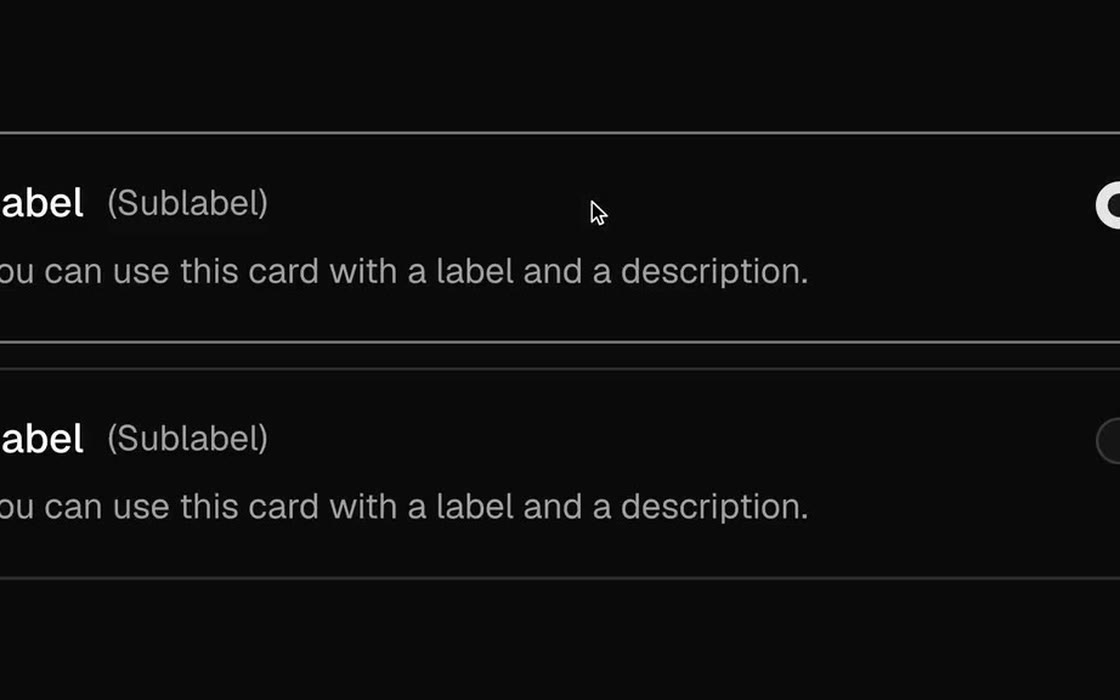 abel (Sublabel)
ou can use this card with a label and a description.
abel (Sublabel)
ou can use this card with a label and a description.